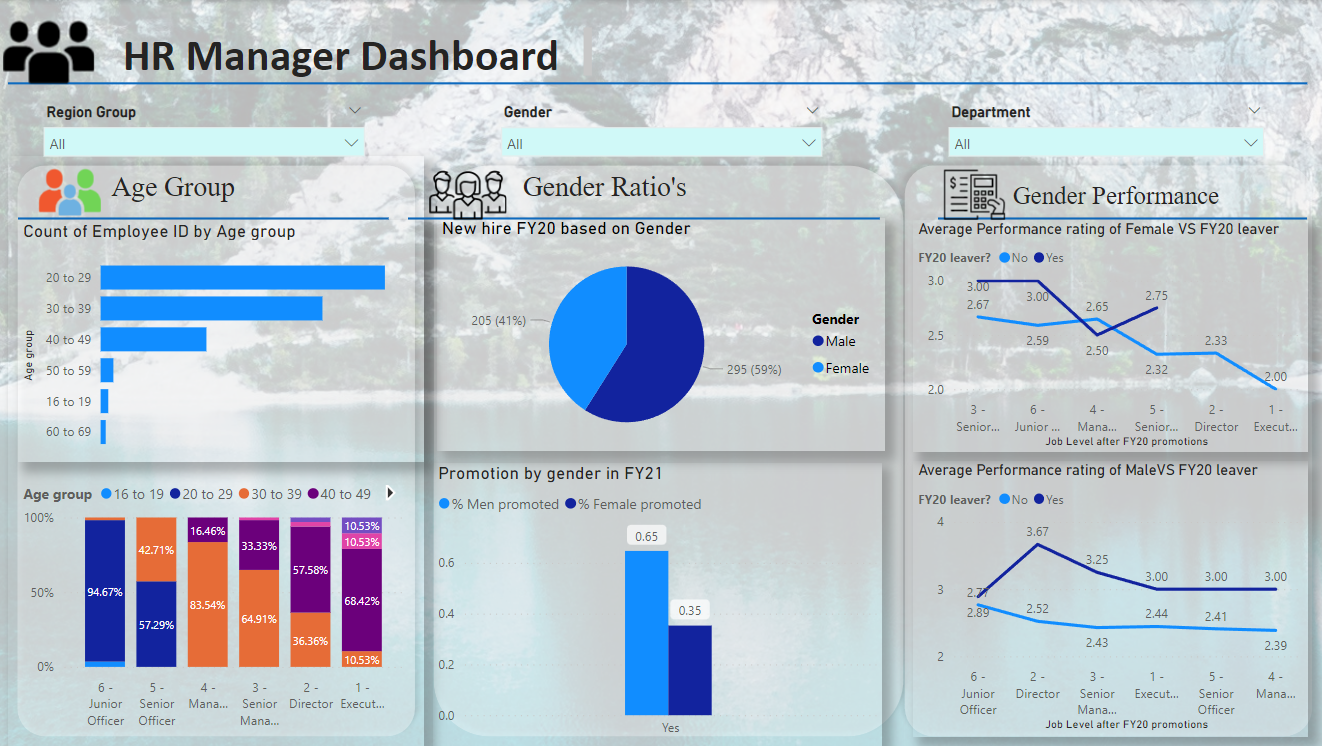 HR Manager Dashboard
Region Group
All
Gender
All
Department
All
Age Group
Count of Employee ID by Age group
Age group
20 to 29
30 to 39
40 to 49
50 to 59
16 to 19
60 to 69
Age group 16 to 19 20 to 29 30 to 39 40 to 49
100%
50%
0%
94.67%
42.71%
57.29%
16.46%
83.54%
33.33%
64.91%
57.58%
36.36%
10.53%
10.53%
68.42%
10.53%
6 - Junior Officer
5 - Senior Officer
4 - Mana...
3 - Senior Mana...
2 - Director
1 - Execut...
Gender Ratio's
New hire FY20 based on Gender
205 (41%)
295 (59%)
Gender
Male
Female
Promotion by gender in FY21
% Men promoted % Female promoted
0.6
0.4
0.2
0.0
0.65
0.35
Yes
Gender Performance
Average Performance rating of Female VS FY20 leaver
FY20 leaver? No Yes
3.0
2.5
2.0
3.00
2.67
3.00
2.59
2.65
2.50
2.75
2.32
2.33
2.00
3 - Senior...
6 - Junior ...
4 - Mana...
5 - Senior...
2 - Director
1 - Execut...
Job Level after FY20 promotions
Average Performance rating of MaleVS FY20 leaver
FY20 leaver? No Yes
4
3
2
2.89
3.67
2.52
3.25
2.43
3.00
2.44
3.00
2.41
3.00
2.39
6 - Junior Officer
2 - Director
3 - Senior Mana...
1 - Execut...
5 - Senior Officer
4 - Mana...
Job Level after FY20 promotions